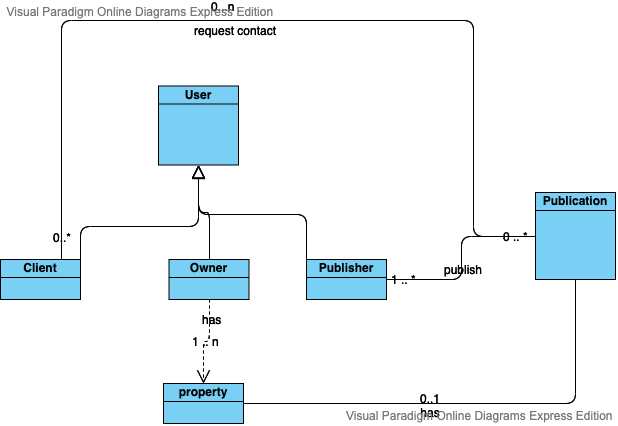 0..n
Visual Paradigm Online Diagrams Express Edition
request contact
User
Publication
0..*
0 .. *
Client
Owner
Publisher
publish
1 .. *
has
1 .. n
property
0..1
has
Visual Paradigm Online Diagrams Express Edition